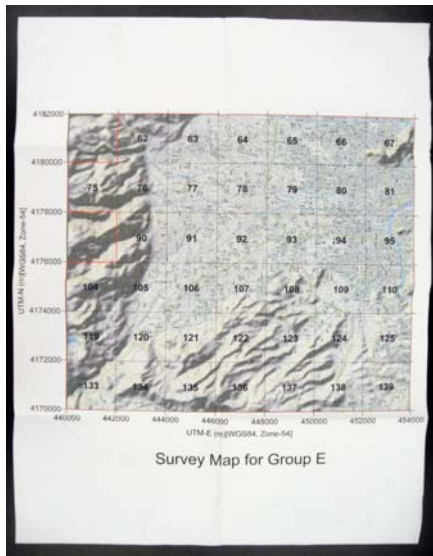 4182000
62 63 64 65 66 67
4180000
75 76 77 78 79 80 81
4178000
90 91 92 93 94 95
4176000
104 105 106 107 108 109 110
4174000
119 120 121 122 123 124 125
4172000
133 134 135 136 137 138 139
4170000
UTM-N (m)[WGS84, Zone-54]
440000 442000 444000 446000 448000 450000 452000 454000
UTM-E (m)[WGS84, Zone-54]
Survey Map for Group E